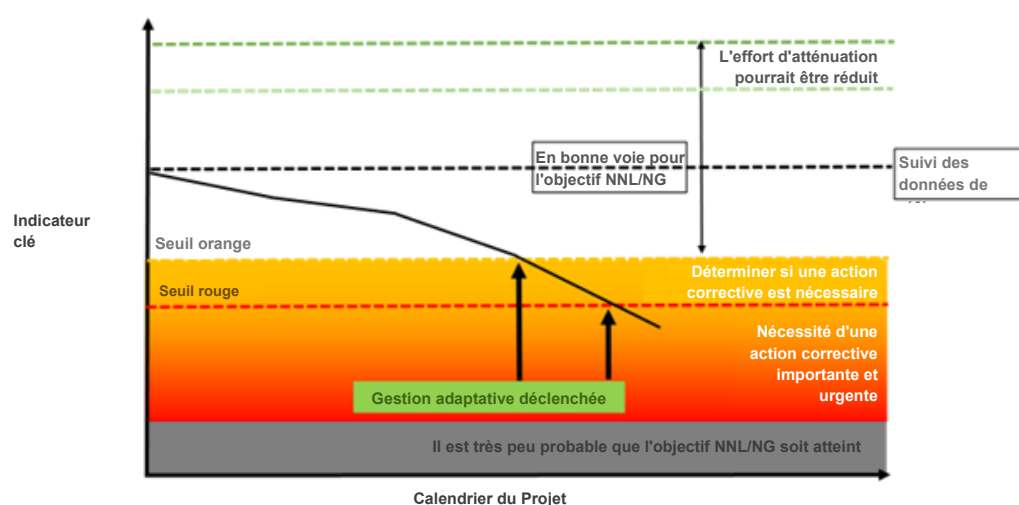 L'effort d'atténuation
pourrait être réduit
En bonne voie pour
l'objectif NNL/NG
Suivi des
données de
Indicateur
clé
Seuil orange
Déterminer si une action
corrective est nécessaire
Seuil rouge
Nécessité d'une
action corrective
importante et
urgente
Gestion adaptative déclenchée
Il est très peu probable que l'objectif NNL/NG soit atteint
Calendrier du Projet